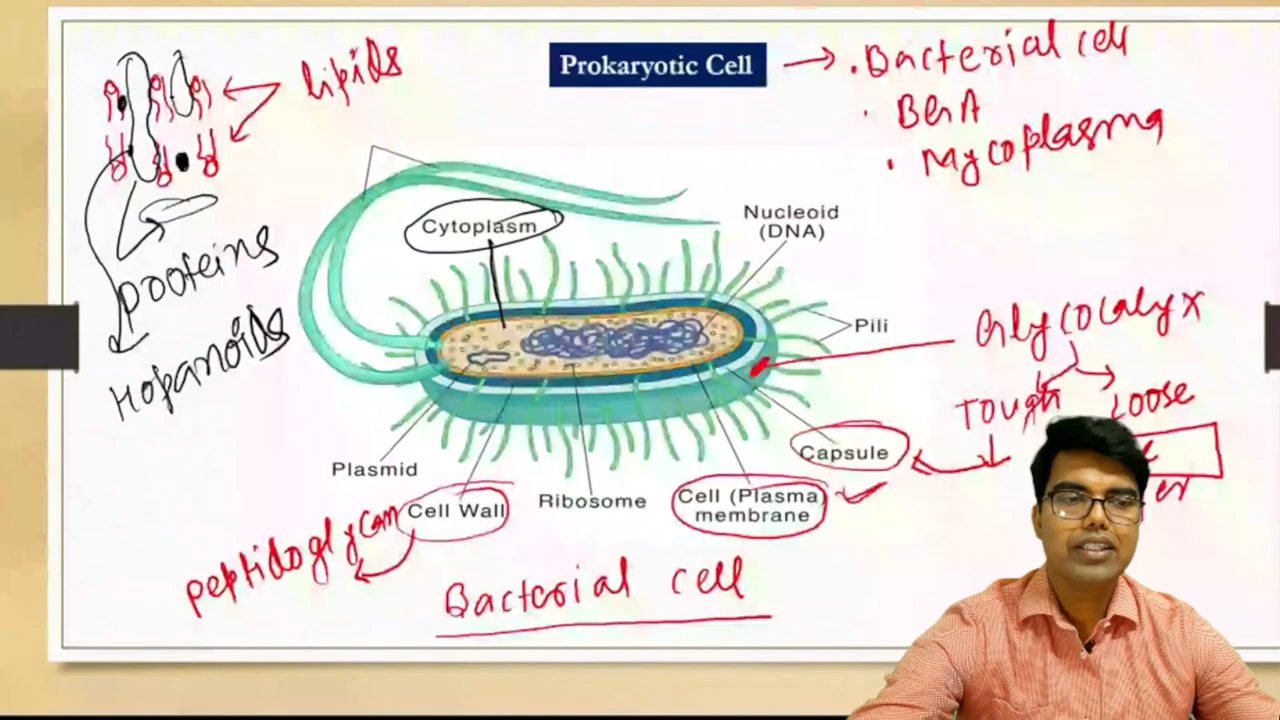 Prokaryotic Cell
Bacterial cell
BGA
Mycoplasma
lipids
proteins
Hopanoids
Cytoplasm
Nucleoid
(DNA)
Pili
Glycocalyx
Tough
Loose
Capsule
Plasmid
Cell Wall
Ribosome
Cell (Plasma)
membrane
peptidoglycan
Bacterial cell